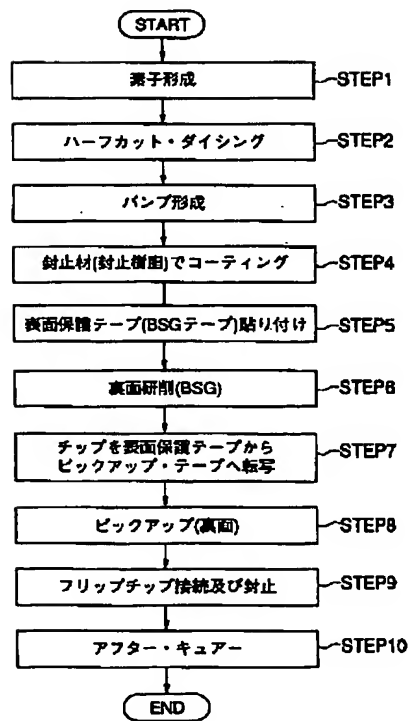 START
素子形成
STEP1
ハーフカット・ダイシング
STEP2
バンプ形成
STEP3
封止材(封止樹脂)でコーティング
STEP4
表面保護テープ(BSGテープ)貼り付け
STEP5
裏面研削(BSG)
STEP6
チップを表面保護テープから
ピックアップ・テープへ転写
STEP7
ピックアップ(裏面)
STEP8
フリップチップ接続及び封止
STEP9
アフター・キュアー
STEP10
END